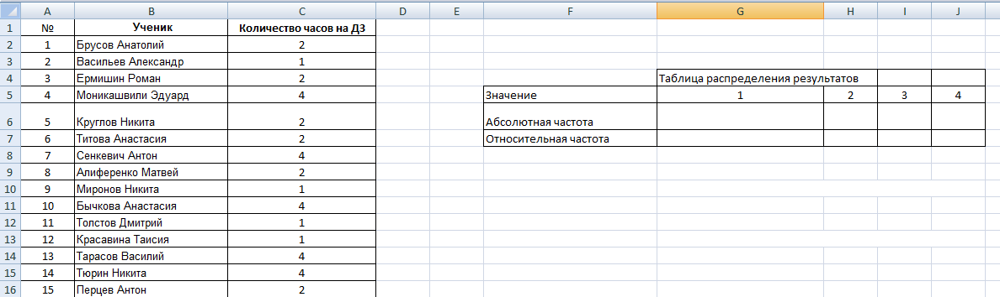 A B C D E F G H I J
1 № Ученик Количество часов на ДЗ
2 1 Брусов Анатолий 2
3 2 Васильев Александр 1
4 3 Ермишин Роман 2 Таблица распределения результатов
5 4 Моникашвили Эдуард 4 Значение 1 2 3 4
6 5 Круглов Никита 2 Абсолютная частота
7 6 Титова Анастасия 2 Относительная частота
8 7 Сенкевич Антон 4
9 8 Алиференко Матвей 2
10 9 Миронов Никита 1
11 10 Бычкова Анастасия 4
12 11 Толстов Дмитрий 1
13 12 Красавина Таисия 1
14 13 Тарасов Василий 4
15 14 Тюрин Никита 4
16 15 Перцев Антон 2